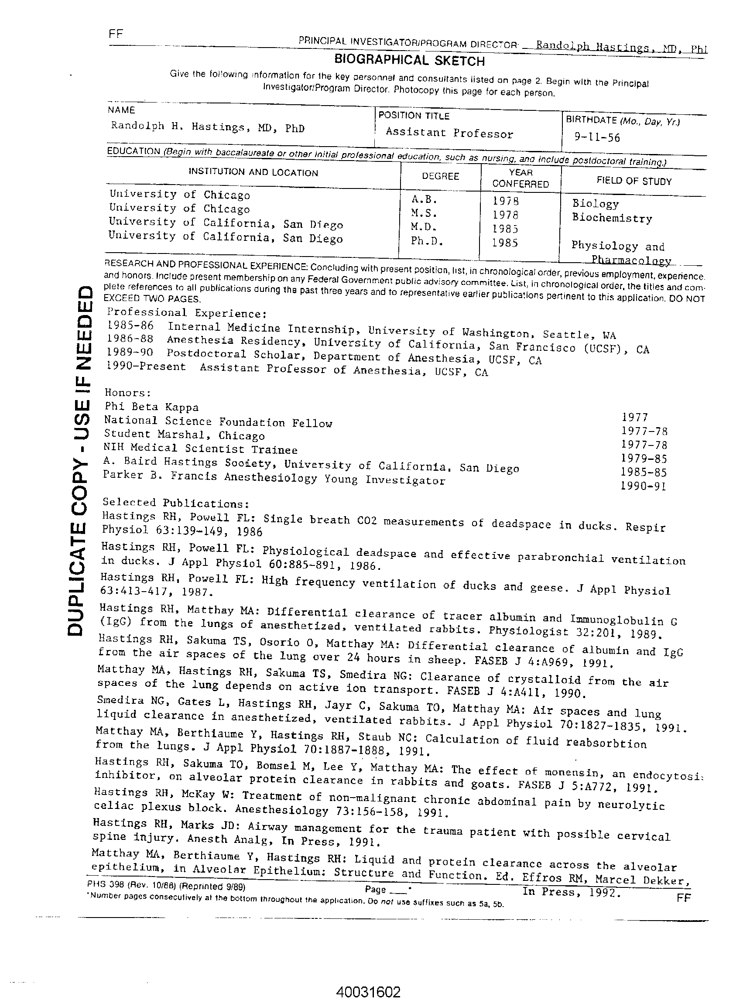 FF
PRINCIPAL INVESTIGATOR/PROGRAM DIRECTOR: Randolph Hastings, MD, PhD
BIOGRAPHICAL SKETCH
Give the following information for the key personnel and consultants listed on page 2. Begin with the Principal
Investigator/Program Director. Photocopy this page for each person.
NAME
Randolph H. Hastings, MD, PhD
POSITION TITLE
Assistant Professor
BIRTHDATE (Mo., Day, Yr.)
9-11-56
EDUCATION (Begin with baccalaureate or other initial professional education, such as nursing, and include postdoctoral training.)
INSTITUTION AND LOCATION DEGREE YEAR CONFERRED FIELD OF STUDY
University of Chicago A.B. 1978 Biology
University of Chicago M.S. 1978 Biochemistry
University of California, San Diego M.D. 1985
University of California, San Diego Ph.D. 1985 Physiology and
Pharmacology
RESEARCH AND PROFESSIONAL EXPERIENCE: Concluding with present position, list, in chronological order, previous employment, experience,
and honors. Include present membership on any Federal Government public advisory committee. List, in chronological order, the titles and com-
plete references to all publications during the past three years and to representative earlier publications pertinent to this application. DO NOT
EXCEED TWO PAGES.
DUPLICATE COPY - USE IF NEEDED
Professional Experience:
1985-86 Internal Medicine Internship, University of Washington, Seattle, WA
1986-88 Anesthesia Residency, University of California, San Francisco (UCSF), CA
1989-90 Postdoctoral Scholar, Department of Anesthesia, UCSF, CA
1990-Present Assistant Professor of Anesthesia, UCSF, CA
Honors:
Phi Beta Kappa 1977
National Science Foundation Fellow 1977-78
Student Marshal, Chicago 1977-78
NIH Medical Scientist Trainee 1979-85
A. Baird Hastings Society, University of California, San Diego 1985-85
Parker B. Francis Anesthesiology Young Investigator 1990-91
Selected Publications:
Hastings RH, Powell FL: Single breath CO2 measurements of deadspace in ducks. Respir
Physiol 63:139-149, 1986
Hastings RH, Powell FL: Physiological deadspace and effective parabronchial ventilation
in ducks. J Appl Physiol 60:885-891, 1986.
Hastings RH, Powell FL: High frequency ventilation of ducks and geese. J Appl Physiol
63:413-417, 1987.
Hastings RH, Matthay MA: Differential clearance of tracer albumin and Immunoglobulin G
(IgG) from the lungs of anesthetized, ventilated rabbits. Physiologist 32:201, 1989.
Hastings RH, Sakuma TS, Osorio O, Matthay MA: Differential clearance of albumin and IgG
from the air spaces of the lung over 24 hours in sheep. FASEB J 4:A969, 1991.
Matthay MA, Hastings RH, Sakuma TS, Smedira NG: Clearance of crystalloid from the air
spaces of the lung depends on active ion transport. FASEB J 4:A411, 1990.
Smedira NG, Gates L, Hastings RH, Jayr C, Sakuma TO, Matthay MA: Air spaces and lung
liquid clearance in anesthetized, ventilated rabbits. J Appl Physiol 70:1827-1835, 1991.
Matthay MA, Berthiaume Y, Hastings RH, Staub NC: Calculation of fluid reabsorbtion
from the lungs. J Appl Physiol 70:1887-1888, 1991.
Hastings RH, Sakuma TO, Bomsel M, Lee Y, Matthay MA: The effect of monensin, an endocytosis
inhibitor, on alveolar protein clearance in rabbits and goats. FASEB J 5:A772, 1991.
Hastings RH, McKay W: Treatment of non-malignant chronic abdominal pain by neurolytic
celiac plexus block. Anesthesiology 73:156-158, 1991.
Hastings RH, Marks JD: Airway management for the trauma patient with possible cervical
spine injury. Anesth Analg, In Press, 1991.
Matthay MA, Berthiaume Y, Hastings RH: Liquid and protein clearance across the alveolar
epithelium, in Alveolar Epithelium: Structure and Function. Ed. Effros RM, Marcel Dekker,
In Press, 1992.
PHS 398 (Rev. 10/88) (Reprinted 9/89) Page ___* FF
*Number pages consecutively at the bottom throughout the application. Do not use suffixes such as 5a, 5b.
40031602